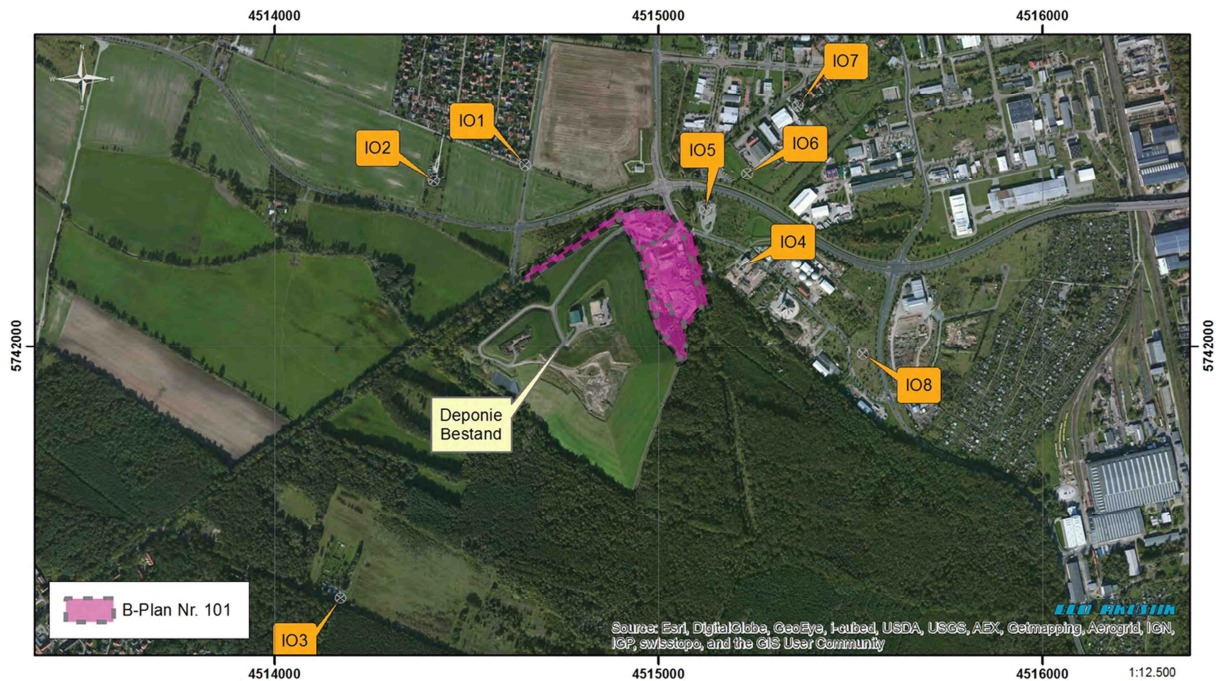 4514000 4515000 4516000
N
W E
S
IO7
IO1
IO2
IO5
IO6
IO4
5742000
5742000
IO8
Deponie
Bestand
B-Plan Nr. 101
IO3
ECO AKUSTIK
Source: Esri, DigitalGlobe, GeoEye, i-cubed, USDA, USGS, AEX, Getmapping, Aerogrid, IGN,
IGP, swisstopo, and the GIS User Community
4514000 4515000 4516000
1:12.500